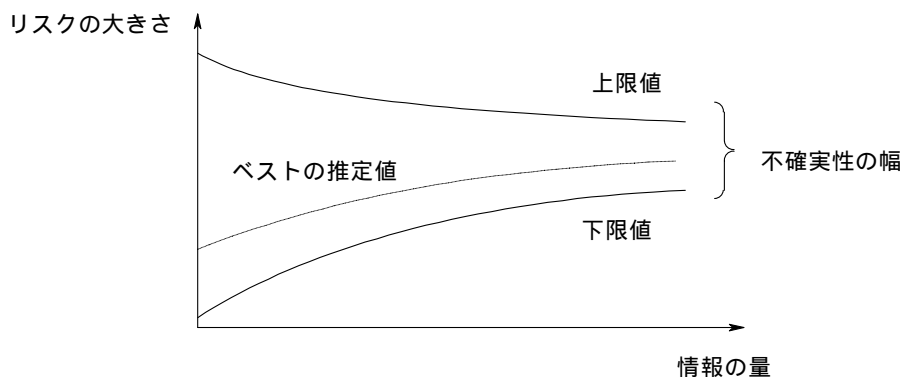 リスクの大きさ
上限値
ベストの推定値
不確実性の幅
下限値
情報の量